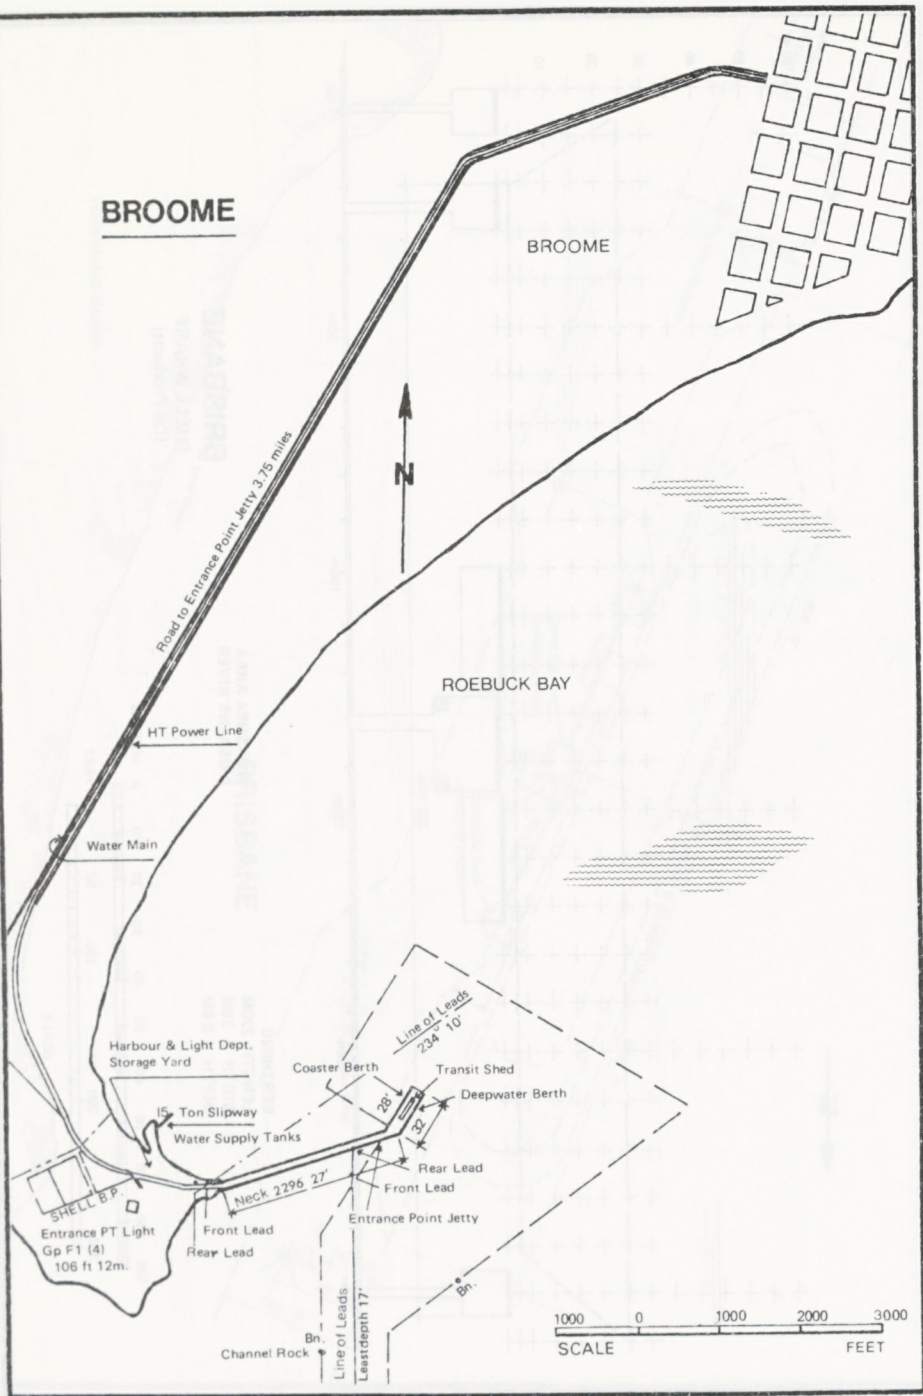 BROOME
BROOME
Road to Entrance Point Jetty 3.75 miles
N
ROEBUCK BAY
HT Power Line
Water Main
Line of Leads
234° 10'
Harbour & Light Dept.
Storage Yard
Coaster Berth
Transit Shed
28'
Deepwater Berth
32'
15 Ton Slipway
Water Supply Tanks
Rear Lead
Front Lead
Neck 2296 27'
SHELL B.P.
Entrance Point Jetty
Entrance PT Light
Gp F1 (4)
106 ft 12m.
Front Lead
Rear Lead
Bn.
Line of Leads
Leastdepth 17'
Bn.
Channel Rock
1000 0 1000 2000 3000
SCALE FEET